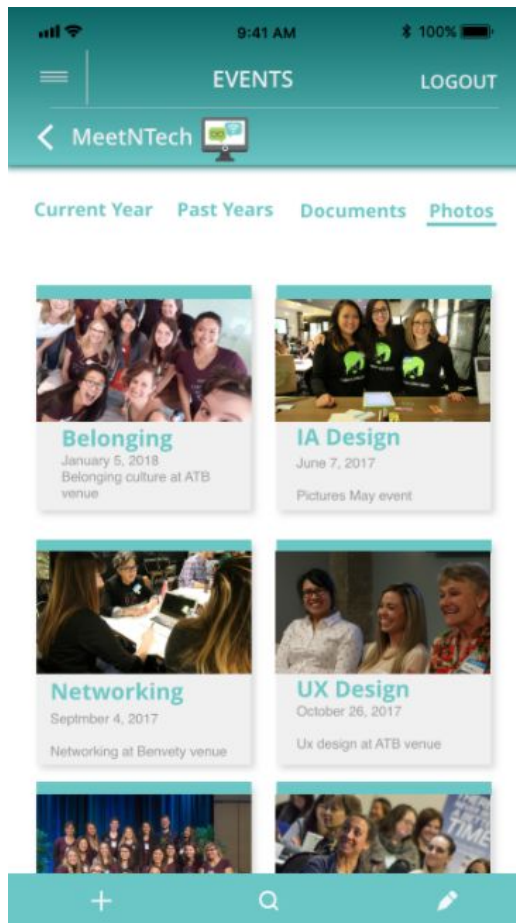 9:41 AM 100%
EVENTS LOGOUT
MeetNTech
Current Year Past Years Documents Photos
Belonging
January 5, 2018
Belonging culture at ATB
venue
IA Design
June 7, 2017
Pictures May event
Networking
Septmber 4, 2017
Networking at Benvety venue
UX Design
October 26, 2017
Ux design at ATB venue
TIME